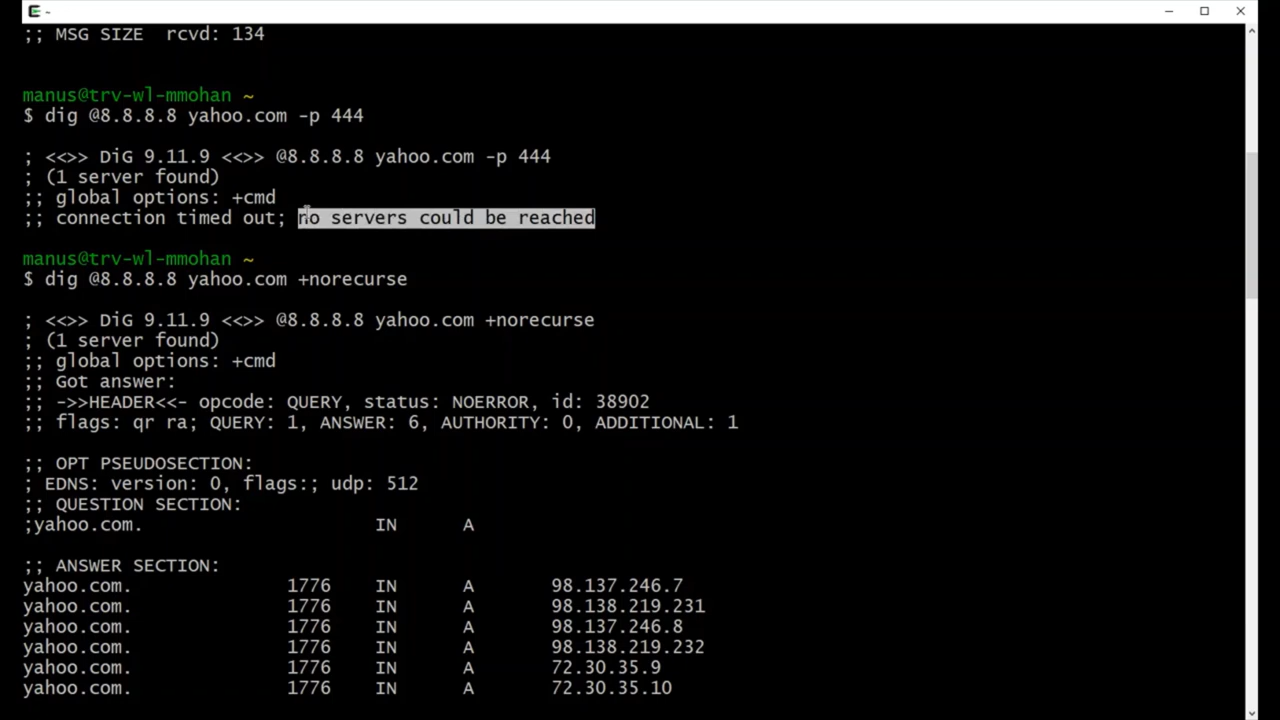 ~
;; MSG SIZE  rcvd: 134
manus@trv-wl-mmohan ~
$ dig @8.8.8.8 yahoo.com -p 444
; <<>> DiG 9.11.9 <<>> @8.8.8.8 yahoo.com -p 444
; (1 server found)
;; global options: +cmd
;; connection timed out; no servers could be reached
manus@trv-wl-mmohan ~
$ dig @8.8.8.8 yahoo.com +norecurse
; <<>> DiG 9.11.9 <<>> @8.8.8.8 yahoo.com +norecurse
; (1 server found)
;; global options: +cmd
;; Got answer:
;; ->>HEADER<<- opcode: QUERY, status: NOERROR, id: 38902
;; flags: qr ra; QUERY: 1, ANSWER: 6, AUTHORITY: 0, ADDITIONAL: 1
;; OPT PSEUDOSECTION:
; EDNS: version: 0, flags:; udp: 512
;; QUESTION SECTION:
;yahoo.com.			IN	A
;; ANSWER SECTION:
yahoo.com.		1776	IN	A	98.137.246.7
yahoo.com.		1776	IN	A	98.138.219.231
yahoo.com.		1776	IN	A	98.137.246.8
yahoo.com.		1776	IN	A	98.138.219.232
yahoo.com.		1776	IN	A	72.30.35.9
yahoo.com.		1776	IN	A	72.30.35.10